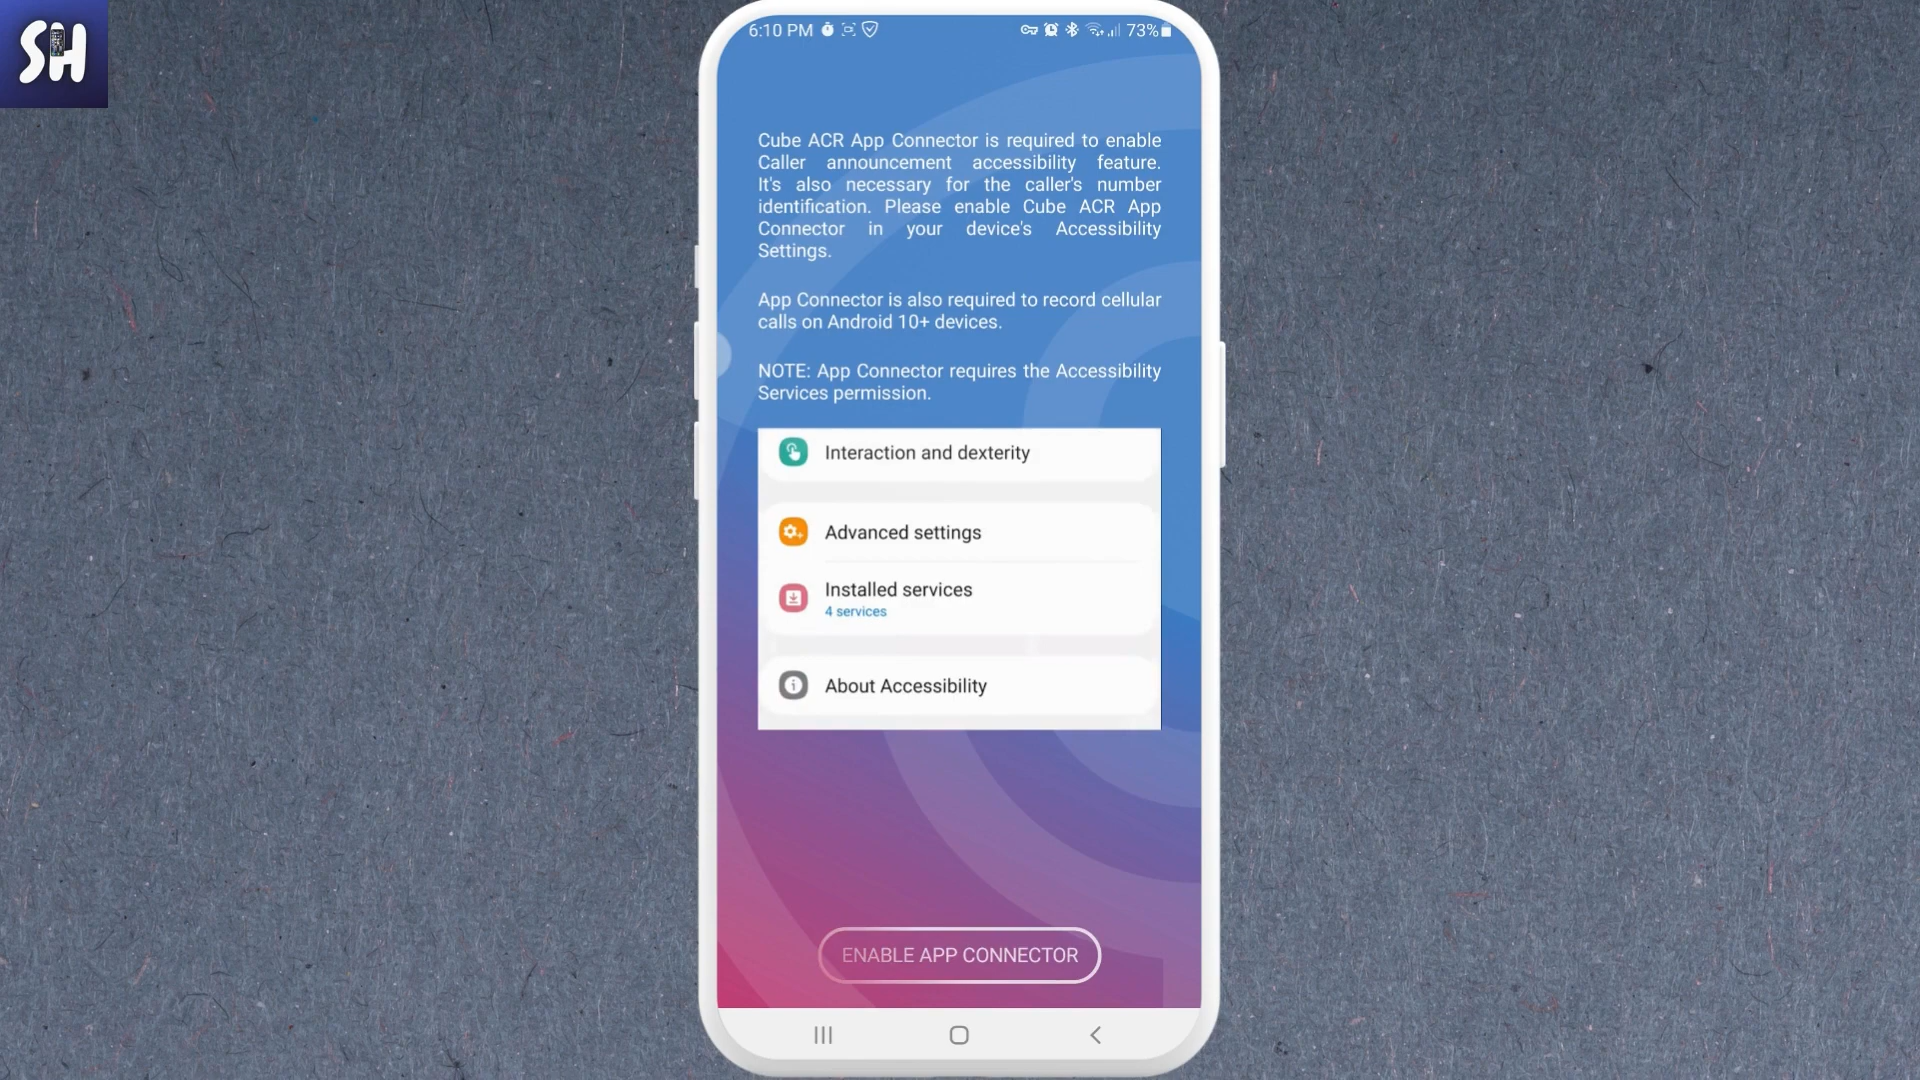 SH
6:10 PM
73%
Cube ACR App Connector is required to enable
Caller announcement accessibility feature.
It's also necessary for the caller's number
identification. Please enable Cube ACR App
Connector in your device's Accessibility
Settings.
App Connector is also required to record cellular
calls on Android 10+ devices.
NOTE: App Connector requires the Accessibility
Services permission.
Interaction and dexterity
Advanced settings
Installed services
4 services
About Accessibility
ENABLE APP CONNECTOR